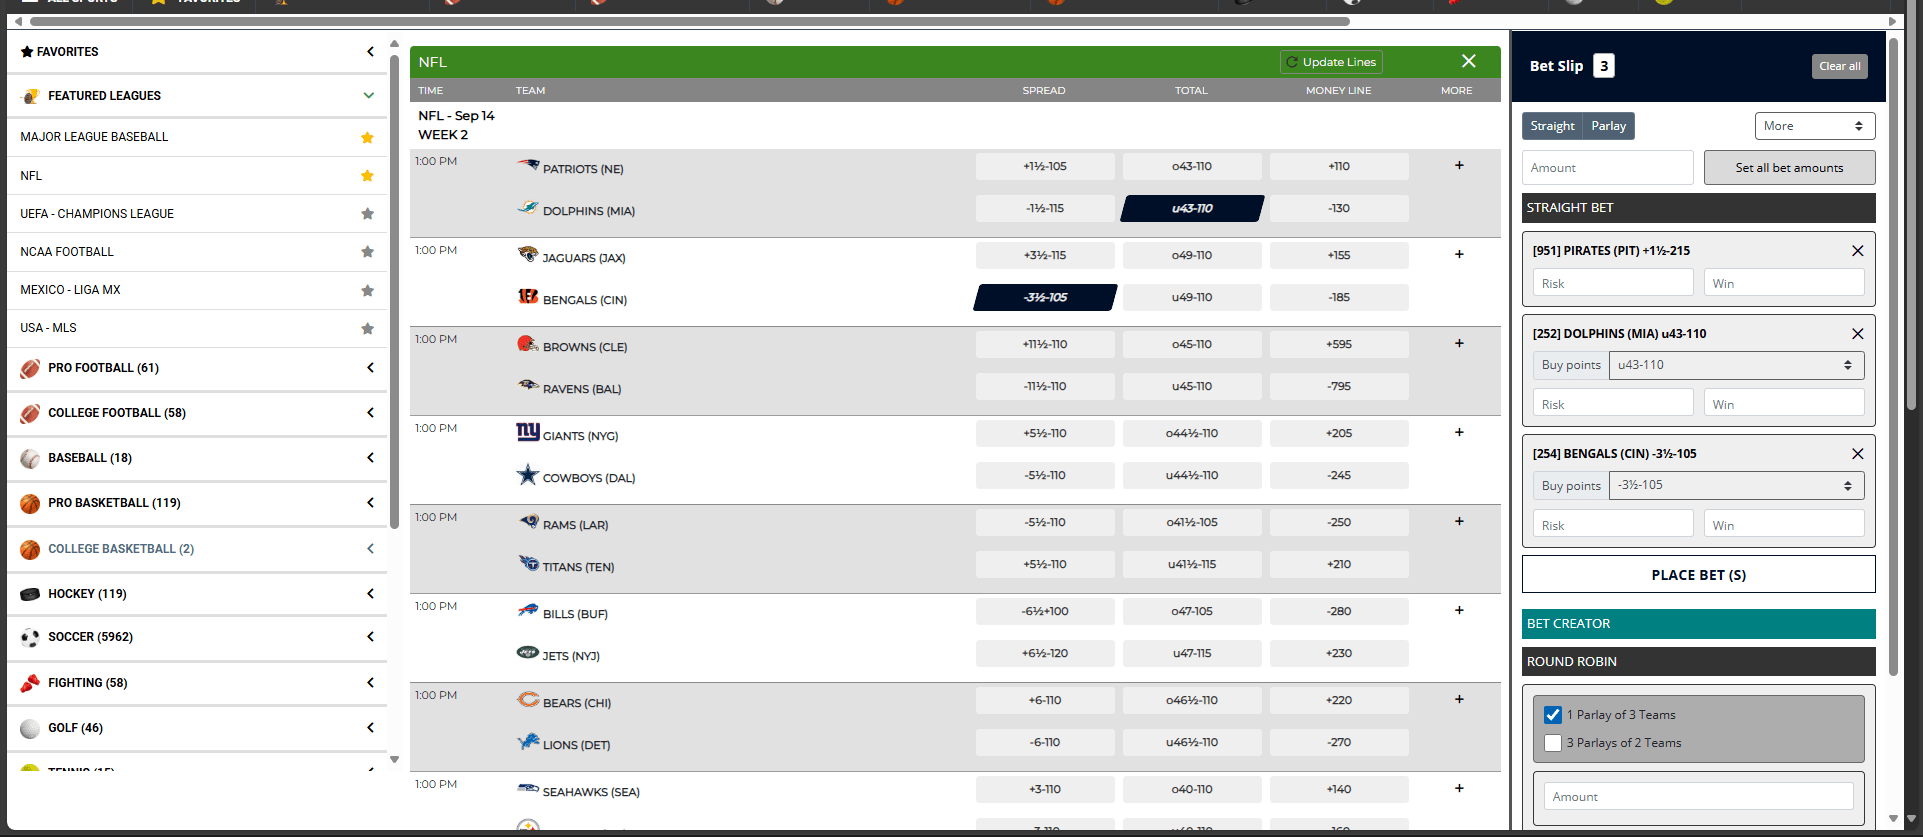 ALL SPORTS
FAVORITES
FAVORITES
FEATURED LEAGUES
MAJOR LEAGUE BASEBALL
NFL
UEFA - CHAMPIONS LEAGUE
NCAA FOOTBALL
MEXICO - LIGA MX
USA - MLS
PRO FOOTBALL (61)
COLLEGE FOOTBALL (58)
BASEBALL (18)
PRO BASKETBALL (119)
COLLEGE BASKETBALL (2)
HOCKEY (119)
SOCCER (5962)
FIGHTING (58)
GOLF (46)
TENNIS (15)
NFL Update Lines
TIME TEAM SPREAD TOTAL MONEY LINE MORE
NFL - Sep 14
WEEK 2
1:00 PM PATRIOTS (NE) +1½-105 o43-110 +110 +
DOLPHINS (MIA) -1½-115 u43-110 -130
1:00 PM JAGUARS (JAX) +3½-115 o49-110 +155 +
BENGALS (CIN) -3½-105 u49-110 -185
1:00 PM BROWNS (CLE) +11½-110 o45-110 +595 +
RAVENS (BAL) -11½-110 u45-110 -795
1:00 PM GIANTS (NYG) +5½-110 o44½-110 +205 +
COWBOYS (DAL) -5½-110 u44½-110 -245
1:00 PM RAMS (LAR) -5½-110 o41½-105 -250 +
TITANS (TEN) +5½-110 u41½-115 +210
1:00 PM BILLS (BUF) -6½+100 o47-105 -280 +
JETS (NYJ) +6½-120 u47-115 +230
1:00 PM BEARS (CHI) +6-110 o46½-110 +220 +
LIONS (DET) -6-110 u46½-110 -270
1:00 PM SEAHAWKS (SEA) +3-110 o40-110 +140 +
Bet Slip 3 Clear all
Straight Parlay More
Amount Set all bet amounts
STRAIGHT BET
[951] PIRATES (PIT) +1½-215
Risk Win
[252] DOLPHINS (MIA) u43-110
Buy points u43-110
Risk Win
[254] BENGALS (CIN) -3½-105
Buy points -3½-105
Risk Win
PLACE BET (S)
BET CREATOR
ROUND ROBIN
1 Parlay of 3 Teams
3 Parlays of 2 Teams
Amount